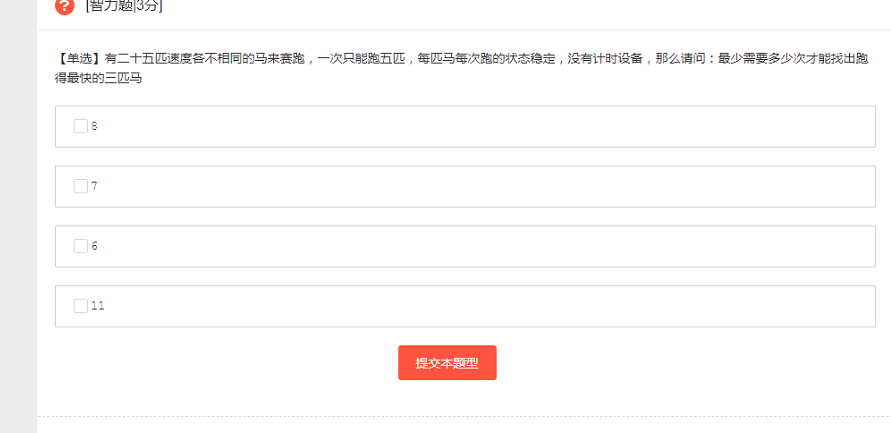 ? [智力题|3分]
【单选】有二十五匹速度各不相同的马来赛跑，一次只能跑五匹，每匹马每次跑的状态稳定，没有计时设备，那么请问：最少需要多少次才能找出跑
得最快的三匹马
8
7
6
11
提交本题型